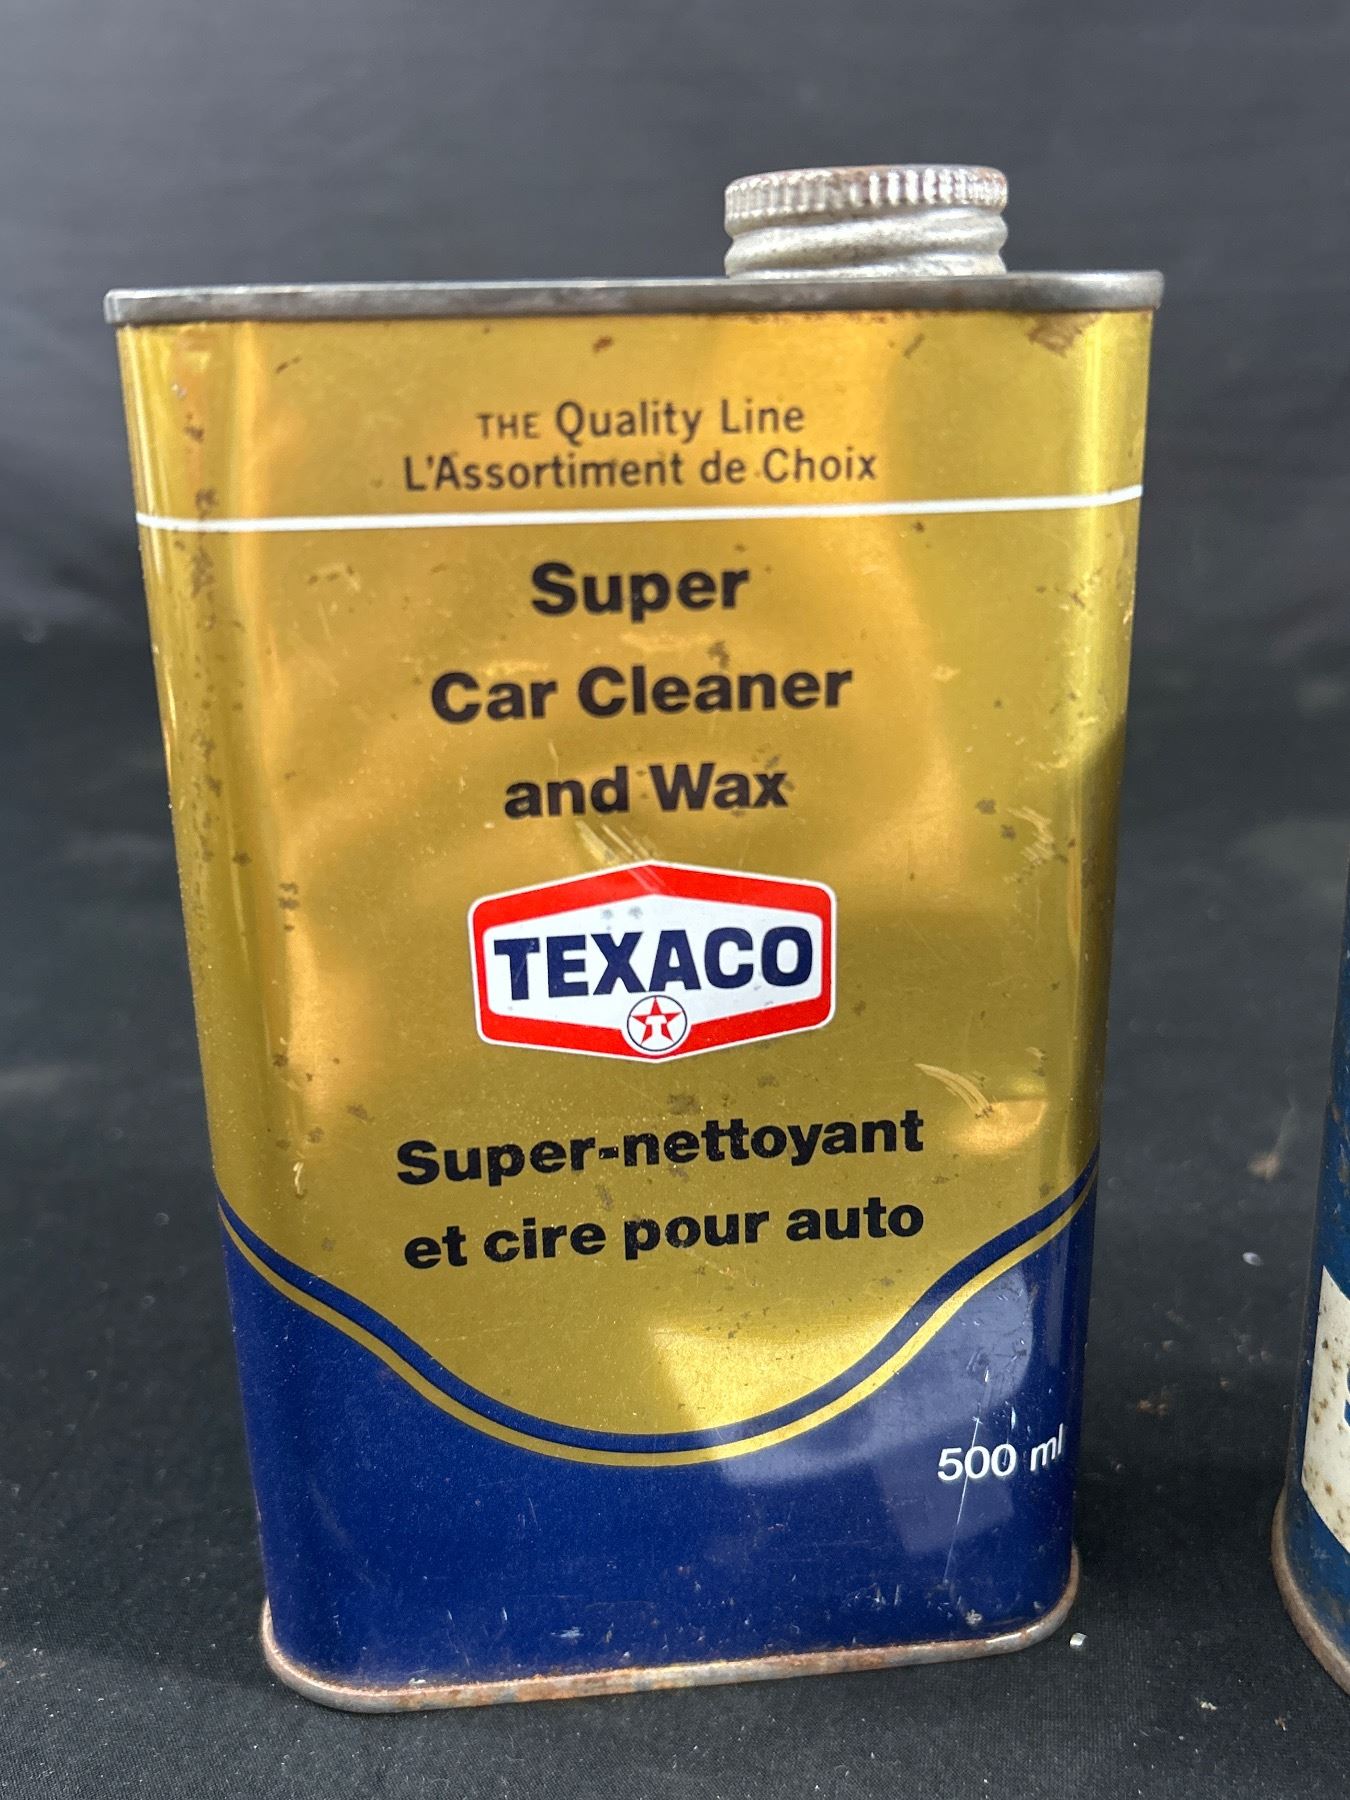 THE Quality Line
L'Assortiment de Choix
Super
Car Cleaner
and Wax
TEXACO
T
Super-nettoyant
et cire pour auto
500 ml